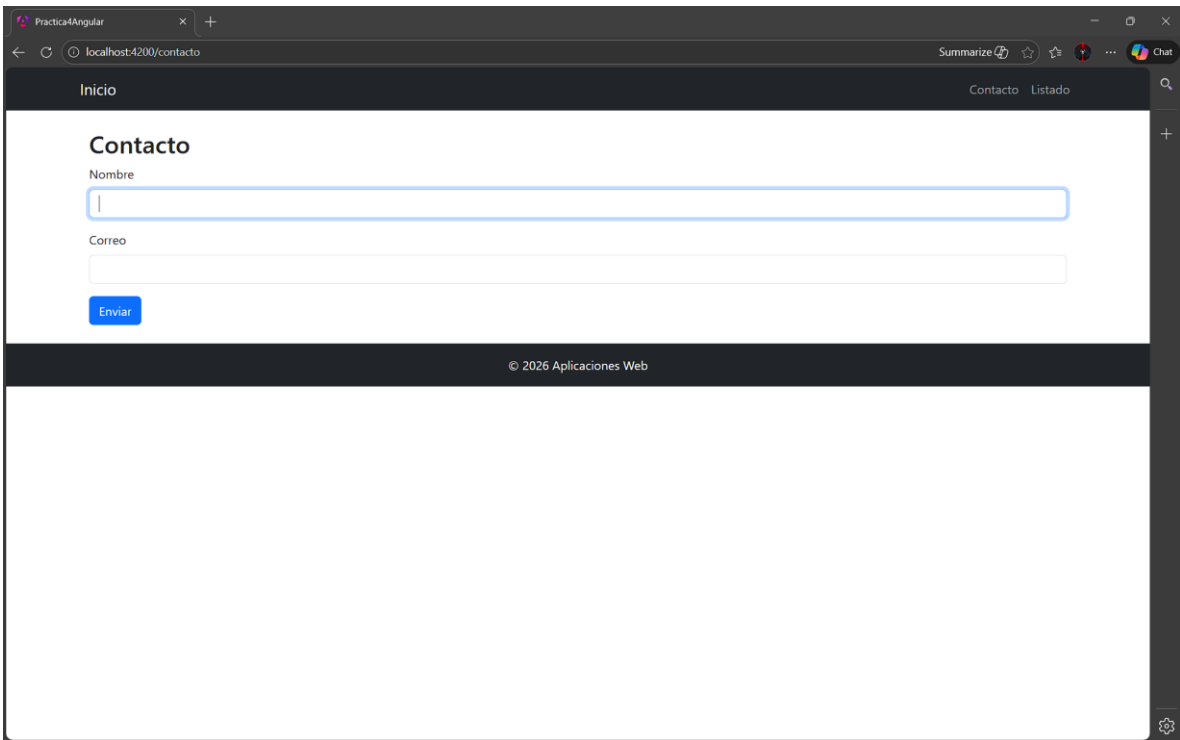 Practica4Angular
localhost:4200/contacto Summarize Chat
Inicio Contacto Listado
Contacto
Nombre
Correo
Enviar
© 2026 Aplicaciones Web